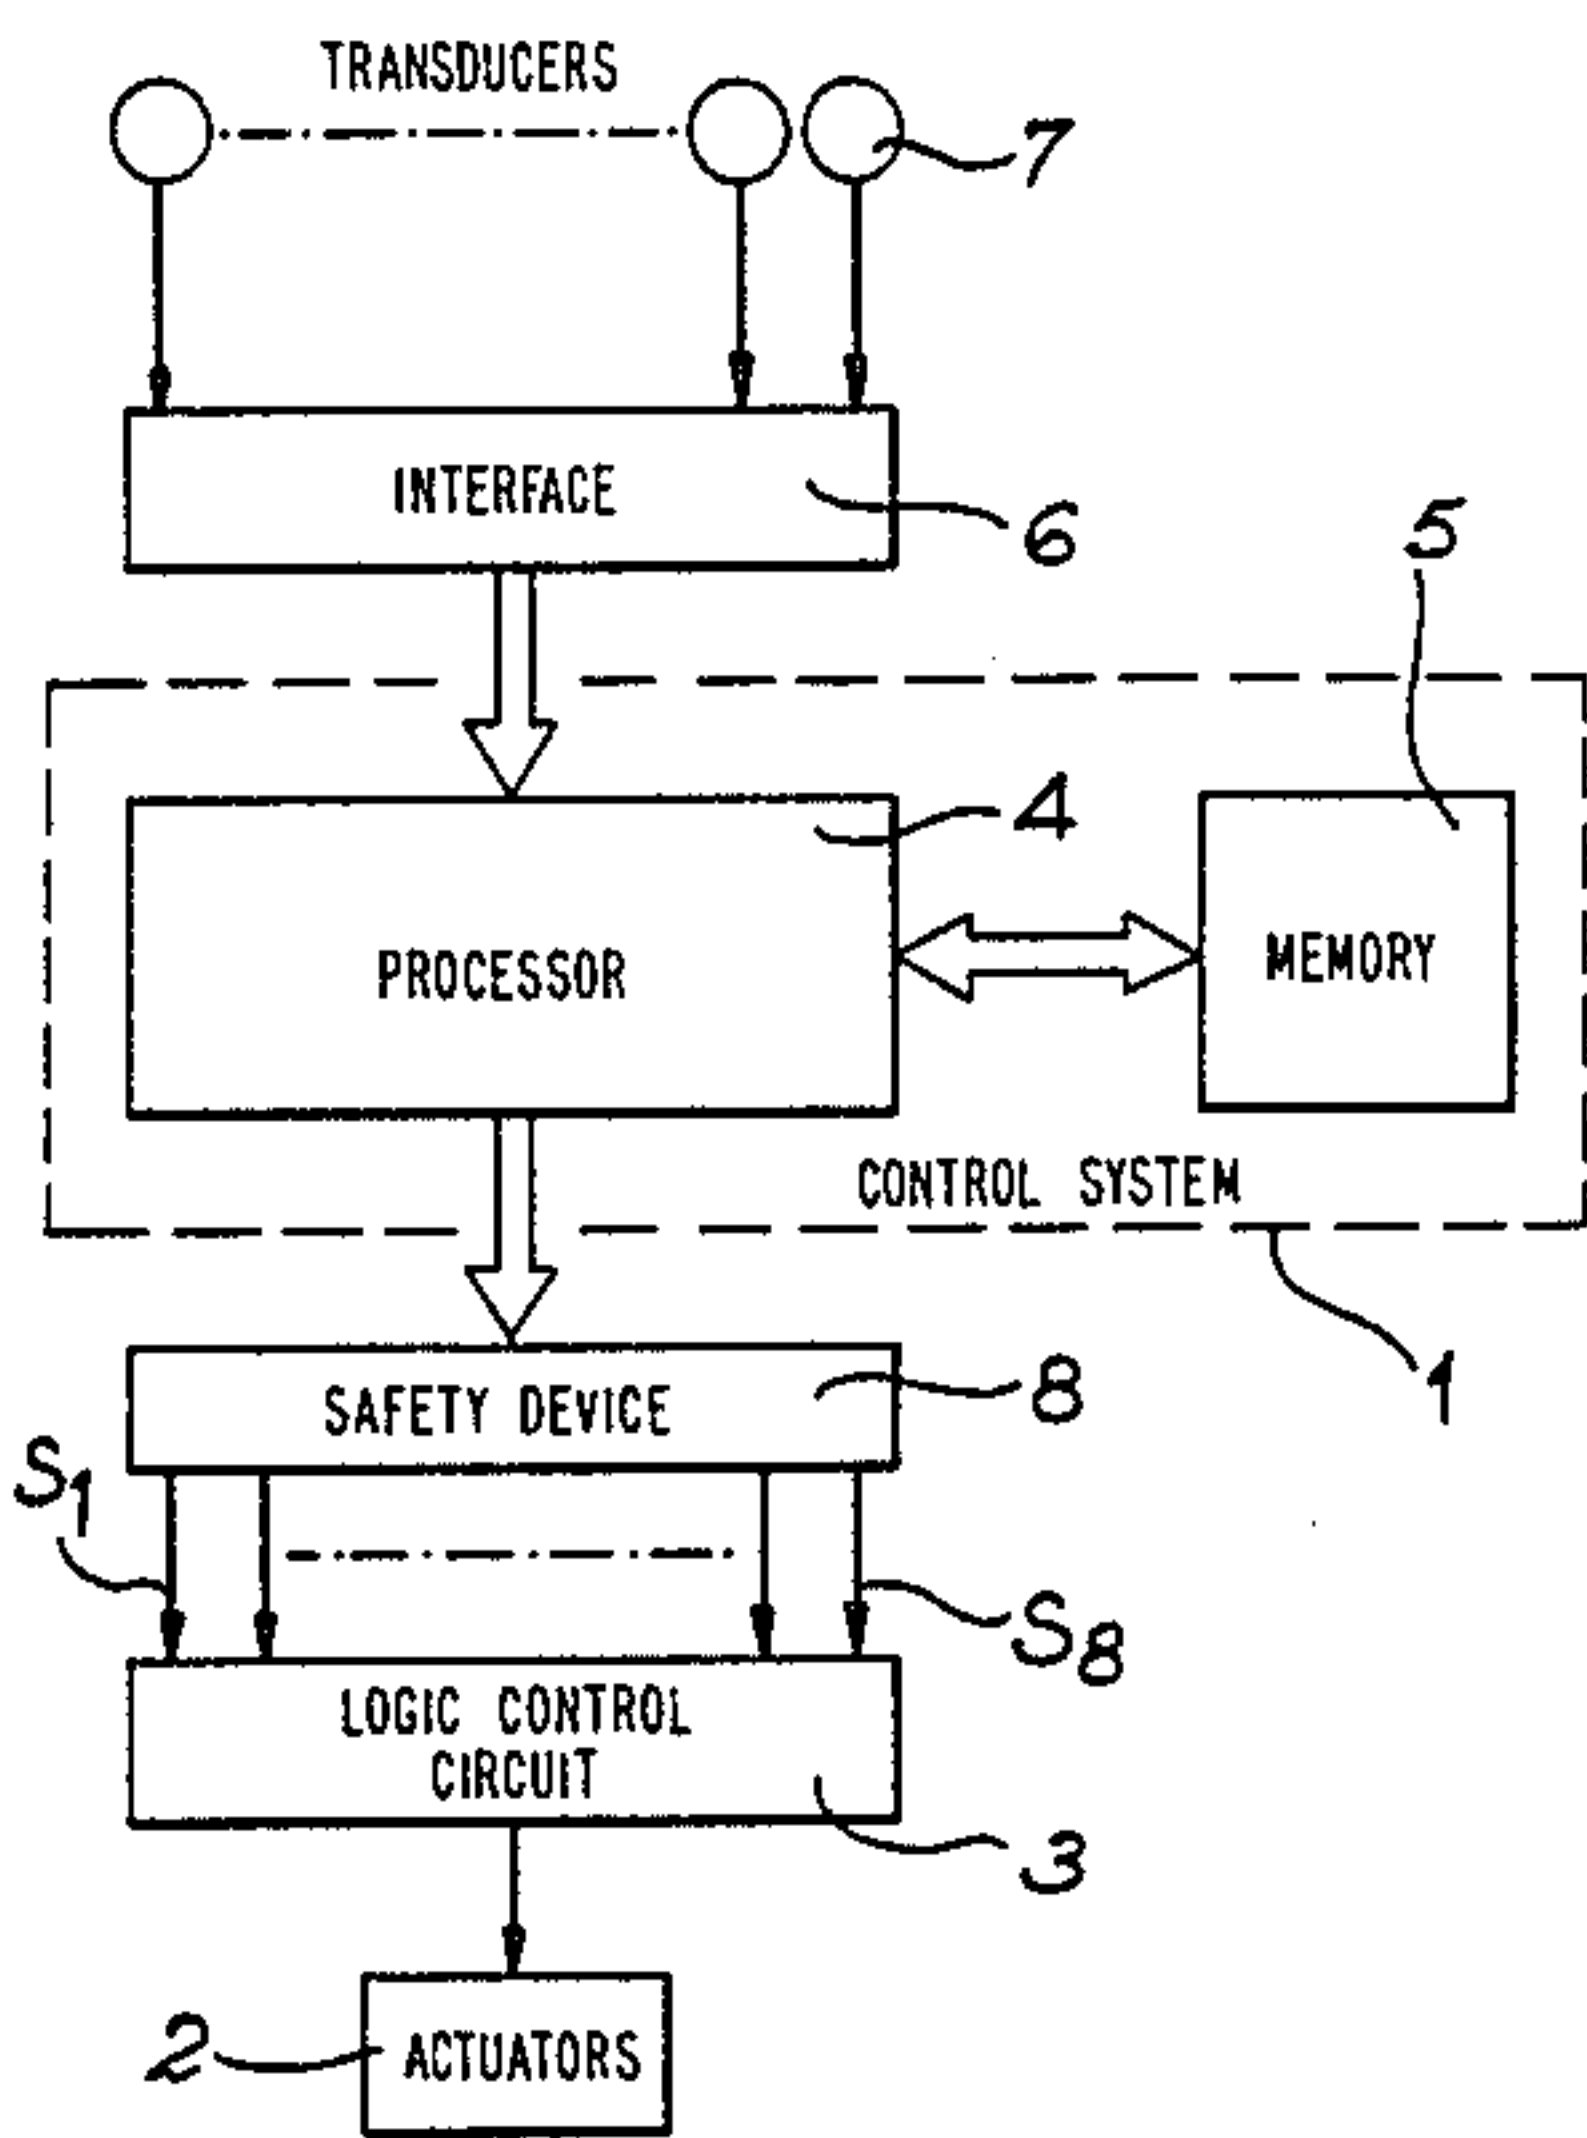 TRANSDUCERS
7
INTERFACE
6
5
4
PROCESSOR
MEMORY
CONTROL SYSTEM
1
SAFETY DEVICE
8
S1
S8
LOGIC CONTROL
CIRCUIT
3
2
ACTUATORS